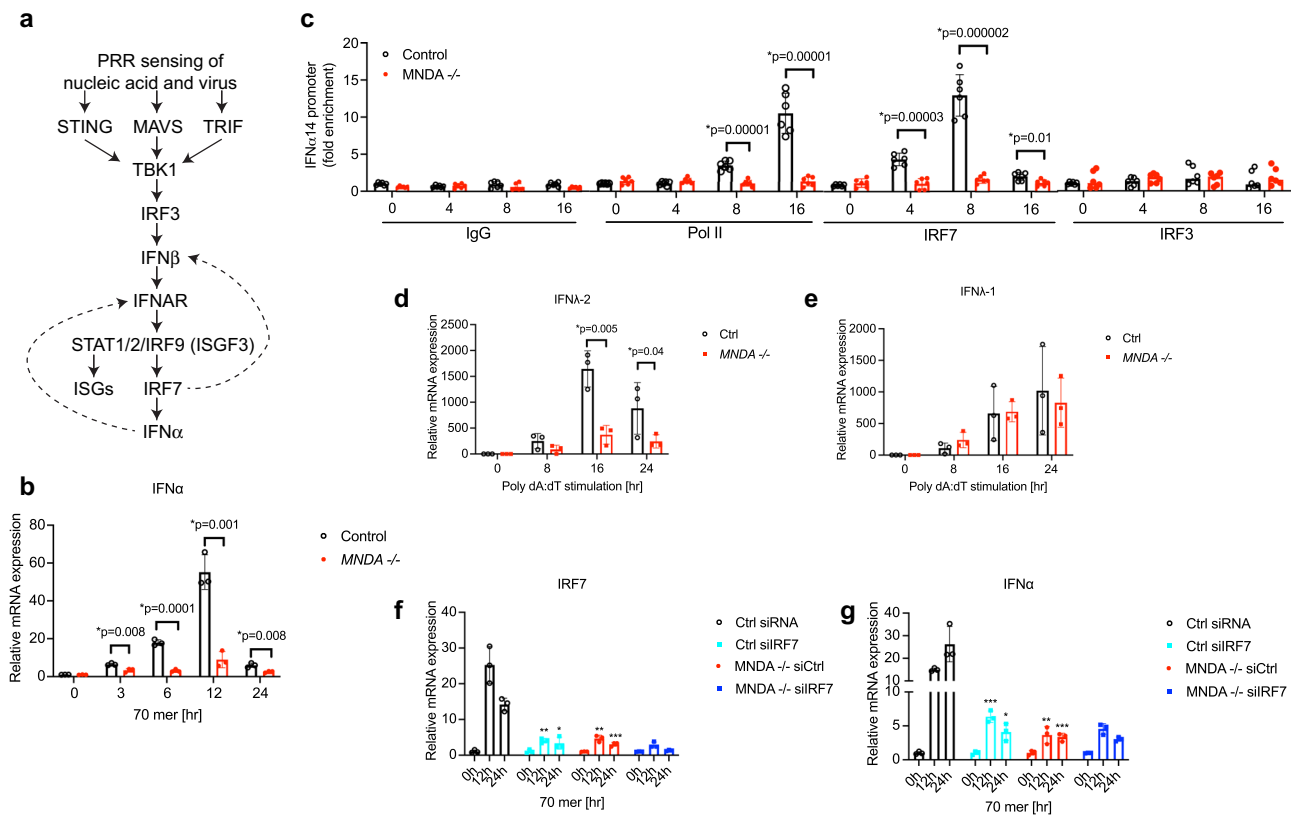 a
PRR sensing of
nucleic acid and virus
STING MAVS TRIF
TBK1
IRF3
IFNβ
IFNAR
STAT1/2/IRF9 (ISGF3)
ISGs IRF7
IFNα
b
IFNα
Relative mRNA expression
80
60
40
20
0
*p=0.008
*p=0.0001
*p=0.001
*p=0.008
0 3 6 12 24
70 mer [hr]
Control
MNDA -/-
c
IFNα14 promoter
(fold enrichment)
20
15
10
5
0
Control
MNDA -/-
*p=0.00001
*p=0.00001
*p=0.00003
*p=0.000002
*p=0.01
0 4 8 16 0 4 8 16 0 4 8 16 0 4 8 16
IgG Pol II IRF7 IRF3
d
IFNλ-2
Relative mRNA expression
2500
2000
1500
1000
500
0
*p=0.005
*p=0.04
0 8 16 24
Poly dA:dT stimulation [hr]
Ctrl
MNDA -/-
e
IFNλ-1
Relative mRNA expression
2000
1500
1000
500
0
0 8 16 24
Poly dA:dT stimulation [hr]
Ctrl
MNDA -/-
f
IRF7
Relative mRNA expression
40
30
20
10
0
** * ** ***
0h 12h 24h 0h 12h 24h 0h 12h 24h 0h 12h 24h
70 mer [hr]
Ctrl siRNA
Ctrl siIRF7
MNDA -/- siCtrl
MNDA -/- siIRF7
g
IFNα
Relative mRNA expression
40
30
20
10
10
5
0
*** * ** ***
0h 12h 24h 0h 12h 24h 0h 12h 24h 0h 12h 24h
70 mer [hr]
Ctrl siRNA
Ctrl siIRF7
MNDA -/- siCtrl
MNDA -/- siIRF7